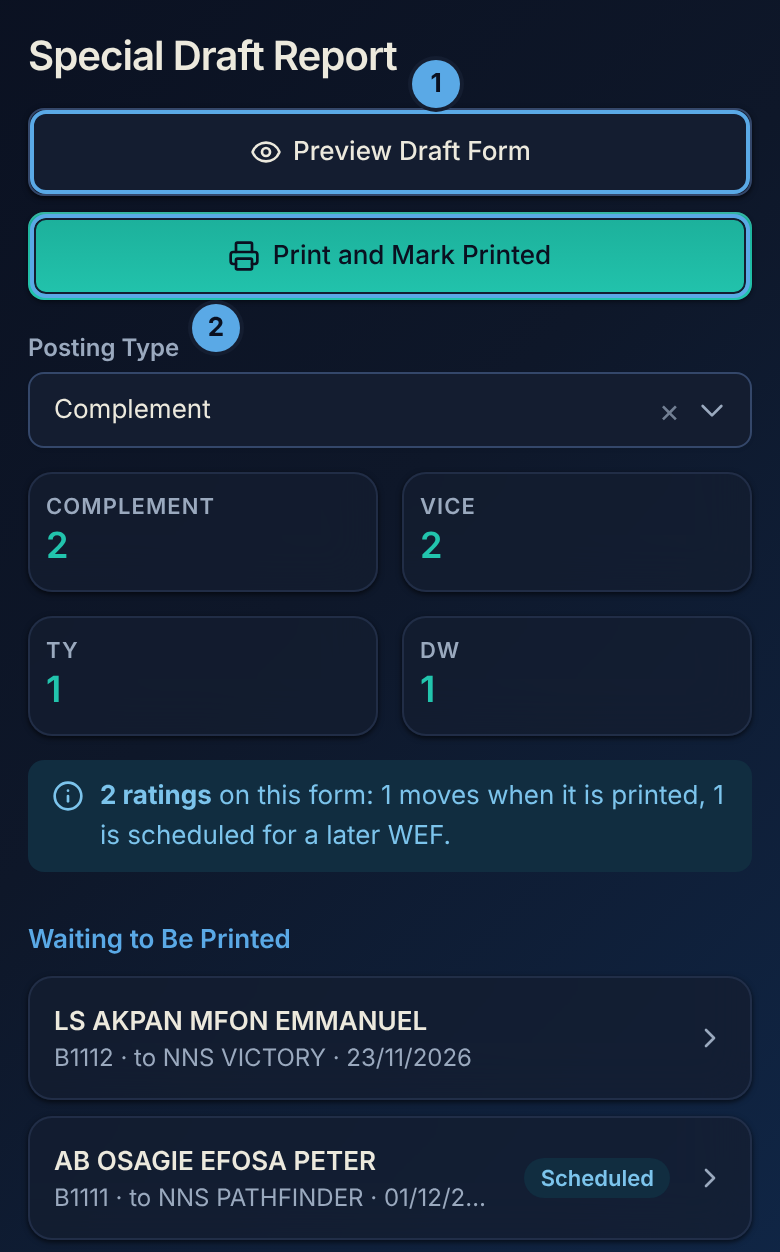 Special Draft Report
1
Preview Draft Form
Print and Mark Printed
2
Posting Type
Complement
COMPLEMENT
2
VICE
2
TY
1
DW
1
2 ratings on this form: 1 moves when it is printed, 1
is scheduled for a later WEF.
Waiting to Be Printed
LS AKPAN MFON EMMANUEL
B1112 · to NNS VICTORY · 23/11/2026
AB OSAGIE EFOSA PETER
B1111 · to NNS PATHFINDER · 01/12/2...
Scheduled